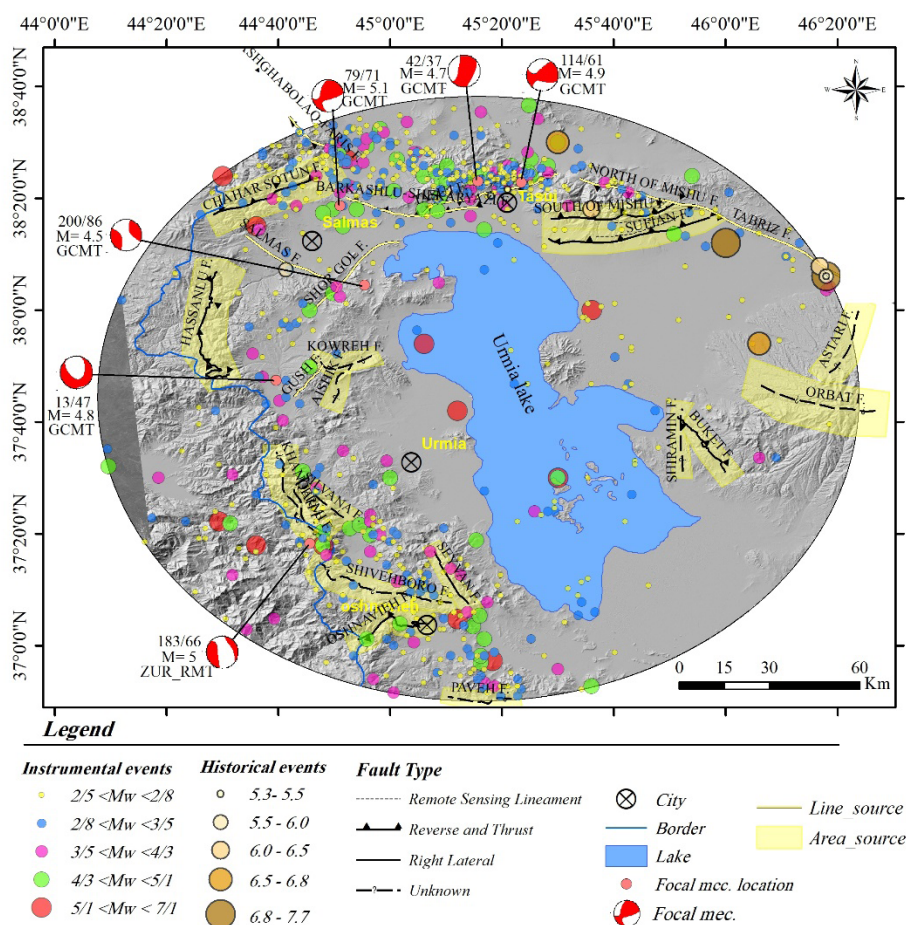 44°0'0"E 44°20'0"E 44°40'0"E 45°0'0"E 45°20'0"E 45°40'0"E 46°0'0"E 46°20'0"E
38°40'0"N
38°20'0"N
38°0'0"N
37°40'0"N
37°20'0"N
37°0'0"N
79/71
M= 5.1
GCMT
42/37
M= 4.7
GCMT
114/61
M= 4.9
GCMT
N
W E
S
CHAHAR SOTUN F.
BARKASHLU
Tasuj
NORTH OF MISHU F.
SOUTH OF MISHU F.
SUFIAN F.
TABRIZ F.
200/86
M= 4.5
GCMT
Salmas
SALMAS F.
SHOR GOL F.
HASSANLU F.
KOWREH F.
GUSHI F.
Urmia lake
ASTARI F.
ORBAT F.
13/47
M= 4.8
GCMT
Urmia
SHIRAMIN F.
BUKET F.
SHIVEHBORO F.
OSHNAVIEH F.
PAVEH F.
183/66
M= 5
ZUR_RMT
0 15 30 60
Km
Legend
Instrumental events
2/5 <Mw <2/8
2/8 <Mw <3/5
3/5 <Mw <4/3
4/3 <Mw <5/1
5/1 <Mw < 7/1
Historical events
5.3- 5.5
5.5 - 6.0
6.0 - 6.5
6.5 - 6.8
6.8 - 7.7
Fault Type
Remote Sensing Lineament
Reverse and Thrust
Right Lateral
Unknown
City
Border
Lake
Focal mec. location
Focal mec.
Line_source
Area_source